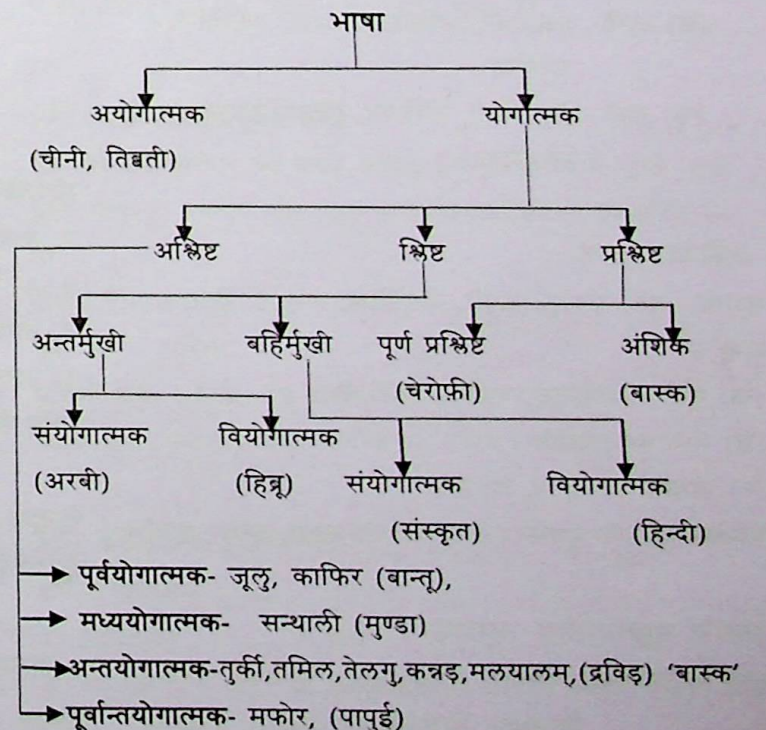 भाषा
अयोगात्मक योगात्मक
(चीनी, तिब्बती)
अश्लिष्ट श्लिष्ट प्रश्लिष्ट
अन्तर्मुखी बहिर्मुखी पूर्ण प्रश्लिष्ट अंशिक
(चेरोफ़ी) (बास्क)
संयोगात्मक वियोगात्मक
(अरबी) (हिब्रू) संयोगात्मक वियोगात्मक
(संस्कृत) (हिन्दी)
पूर्वयोगात्मक- जूलु, काफिर (बान्तू),
मध्ययोगात्मक- सन्थाली (मुण्डा)
अन्तयोगात्मक-तुर्की,तमिल,तेलगु,कन्नड़,मलयालम्,(द्रविड़) ‘बास्क’
पूर्वान्तयोगात्मक- मफोर, (पापुई)